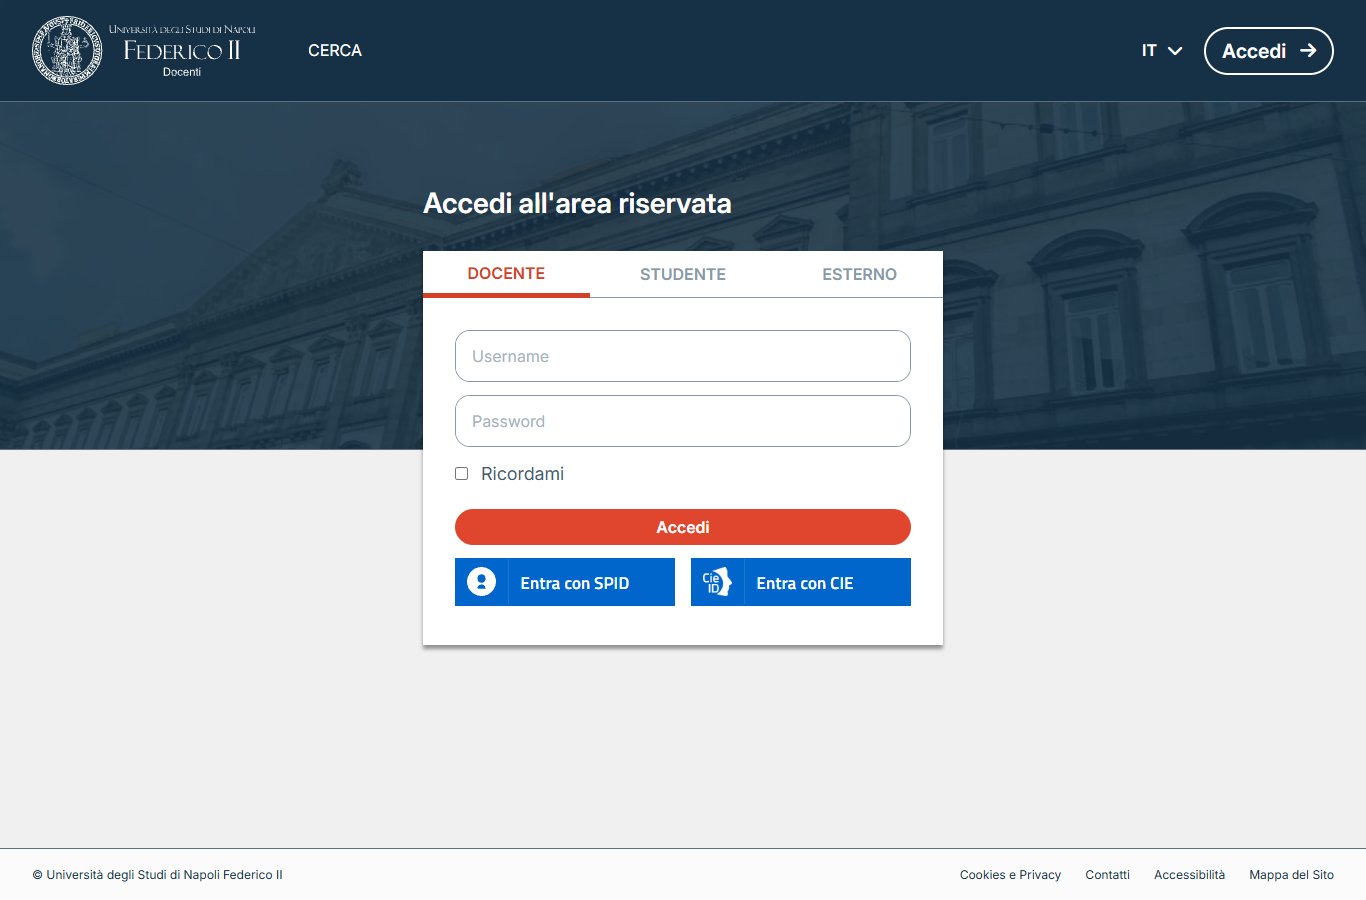 Università degli Studi di Napoli
Federico II
Docenti
CERCA
IT
Accedi
Accedi all'area riservata
DOCENTE
STUDENTE
ESTERNO
Username
Password
Ricordami
Accedi
Entra con SPID
Cie
iD
Entra con CIE
© Università degli Studi di Napoli Federico II
Cookies e Privacy
Contatti
Accessibilità
Mappa del Sito